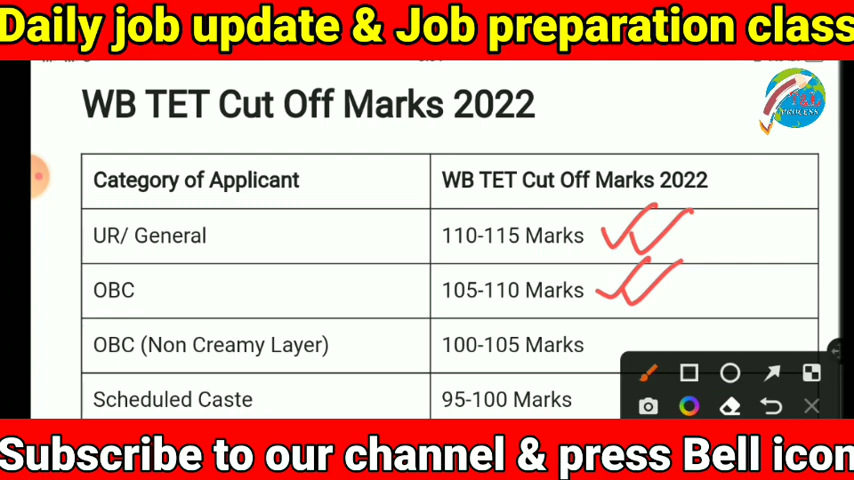 Daily job update & Job preparation class
WB TET Cut Off Marks 2022
Category of Applicant WB TET Cut Off Marks 2022
UR/ General 110-115 Marks
OBC 105-110 Marks
OBC (Non Creamy Layer) 100-105 Marks
Scheduled Caste 95-100 Marks
Subscribe to our channel & press Bell icon